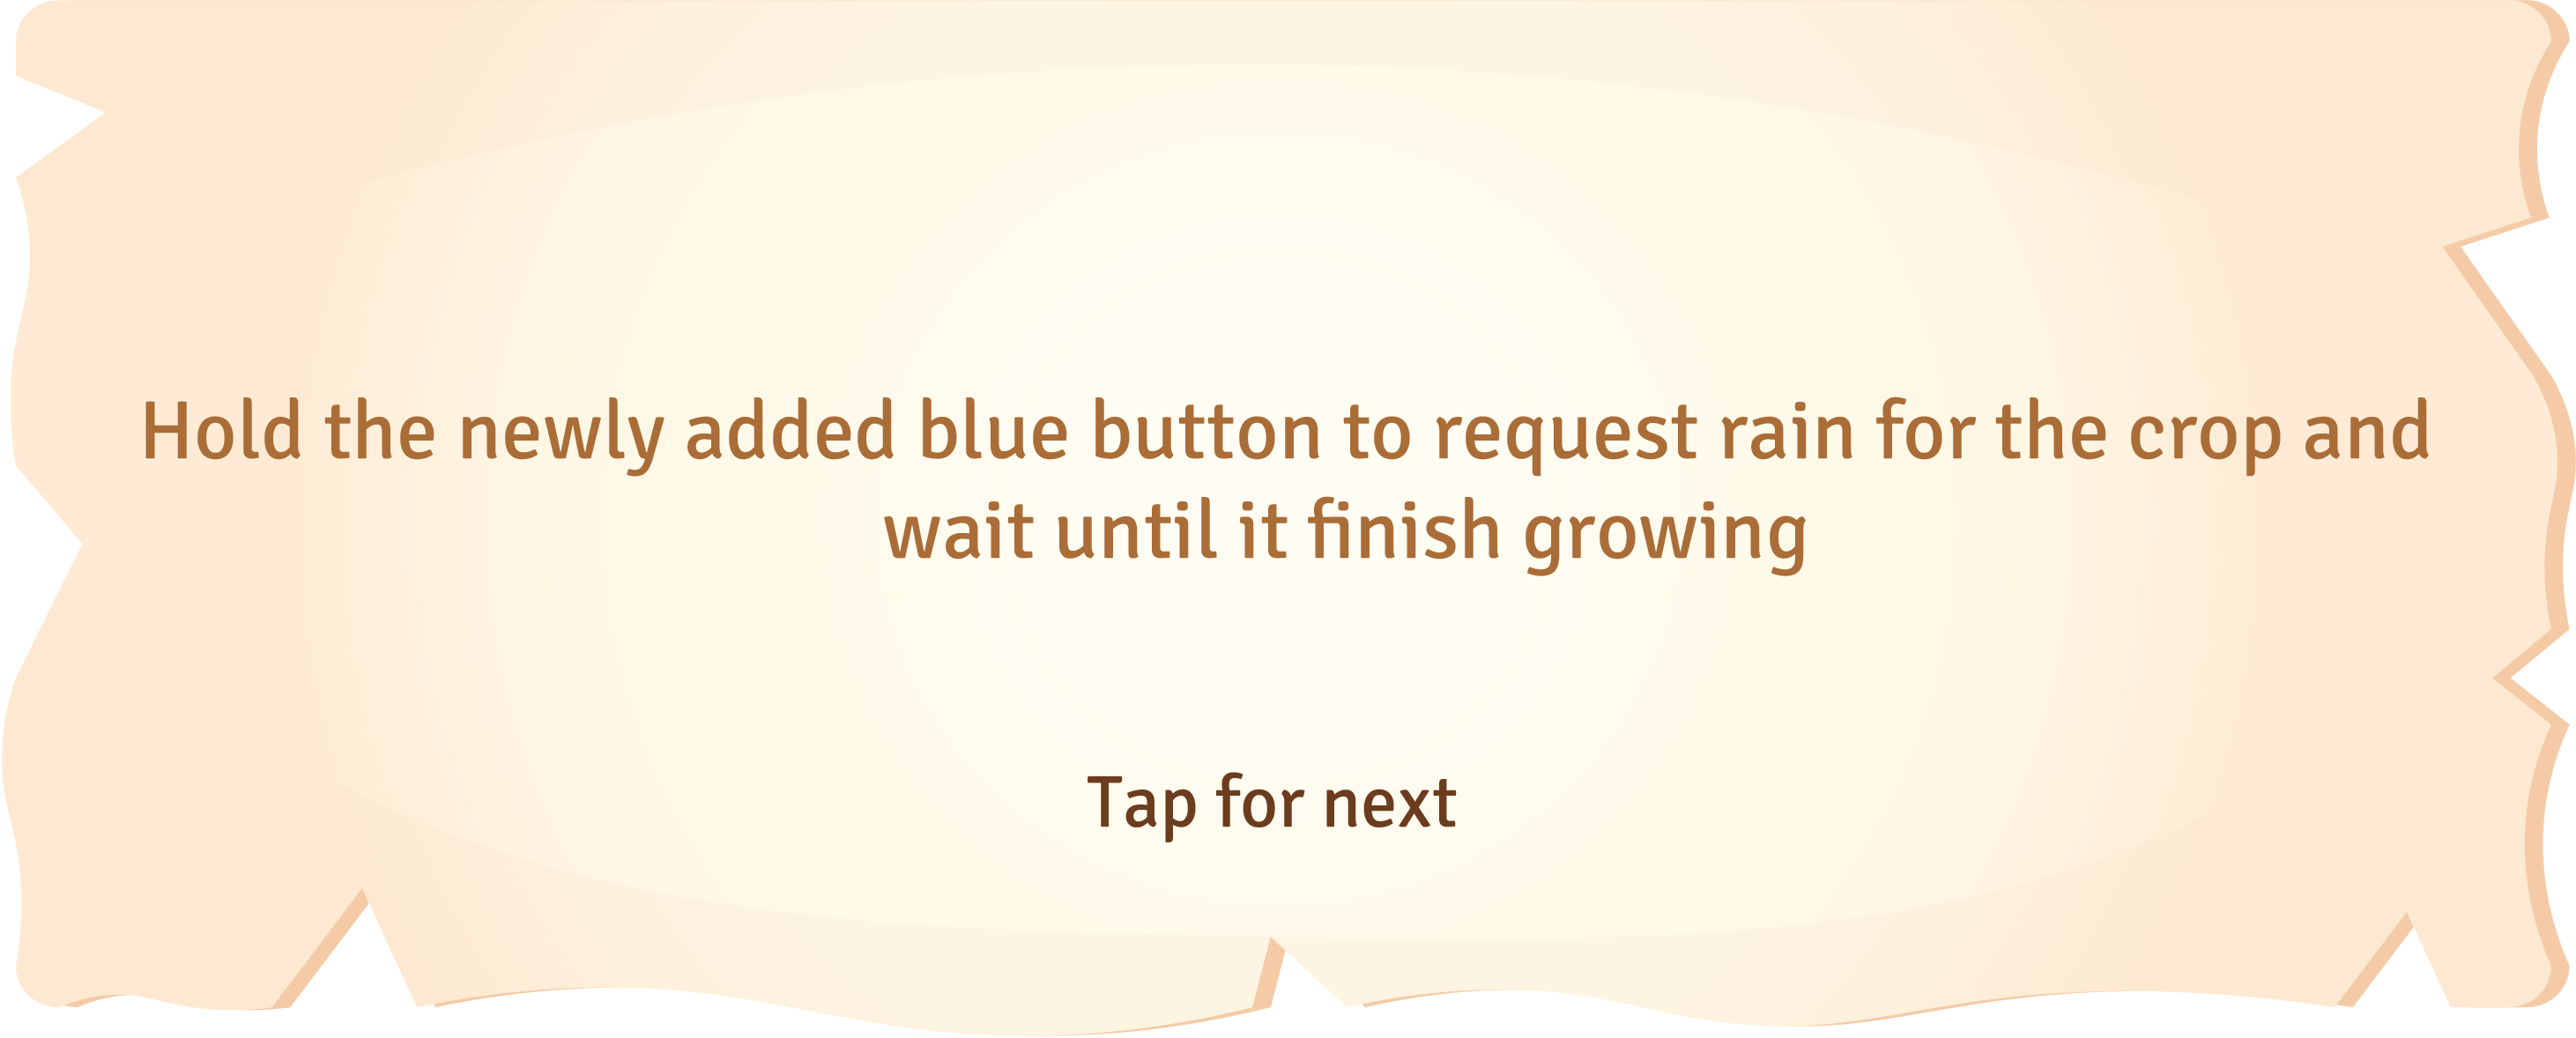 Hold the newly added blue button to request rain for the crop and
wait until it finish growing
Tap for next